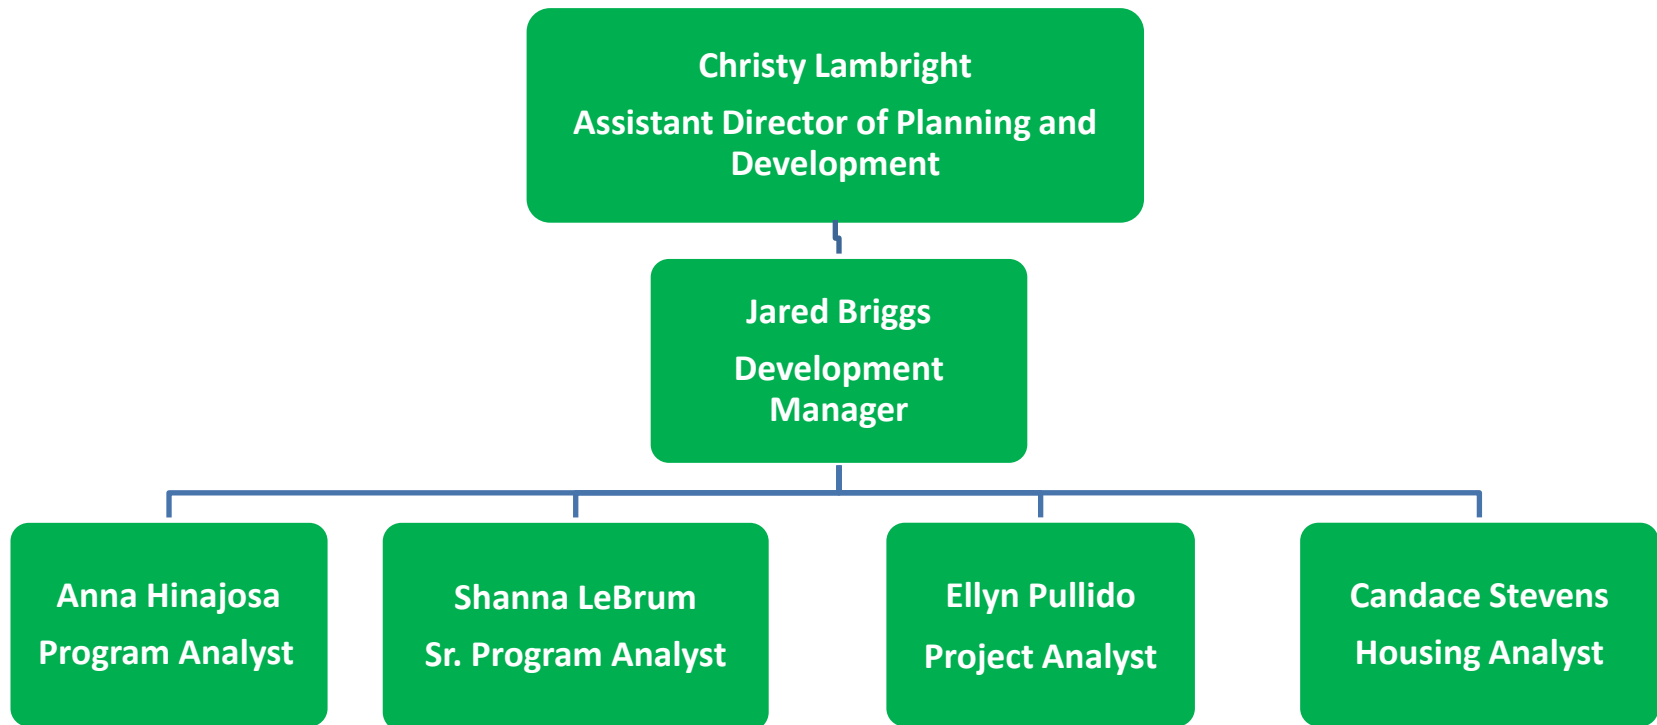 Christy Lambright
Assistant Director of Planning and
Development
Jared Briggs
Development
Manager
Anna Hinajosa
Program Analyst
Shanna LeBrum
Sr. Program Analyst
Ellyn Pullido
Project Analyst
Candace Stevens
Housing Analyst